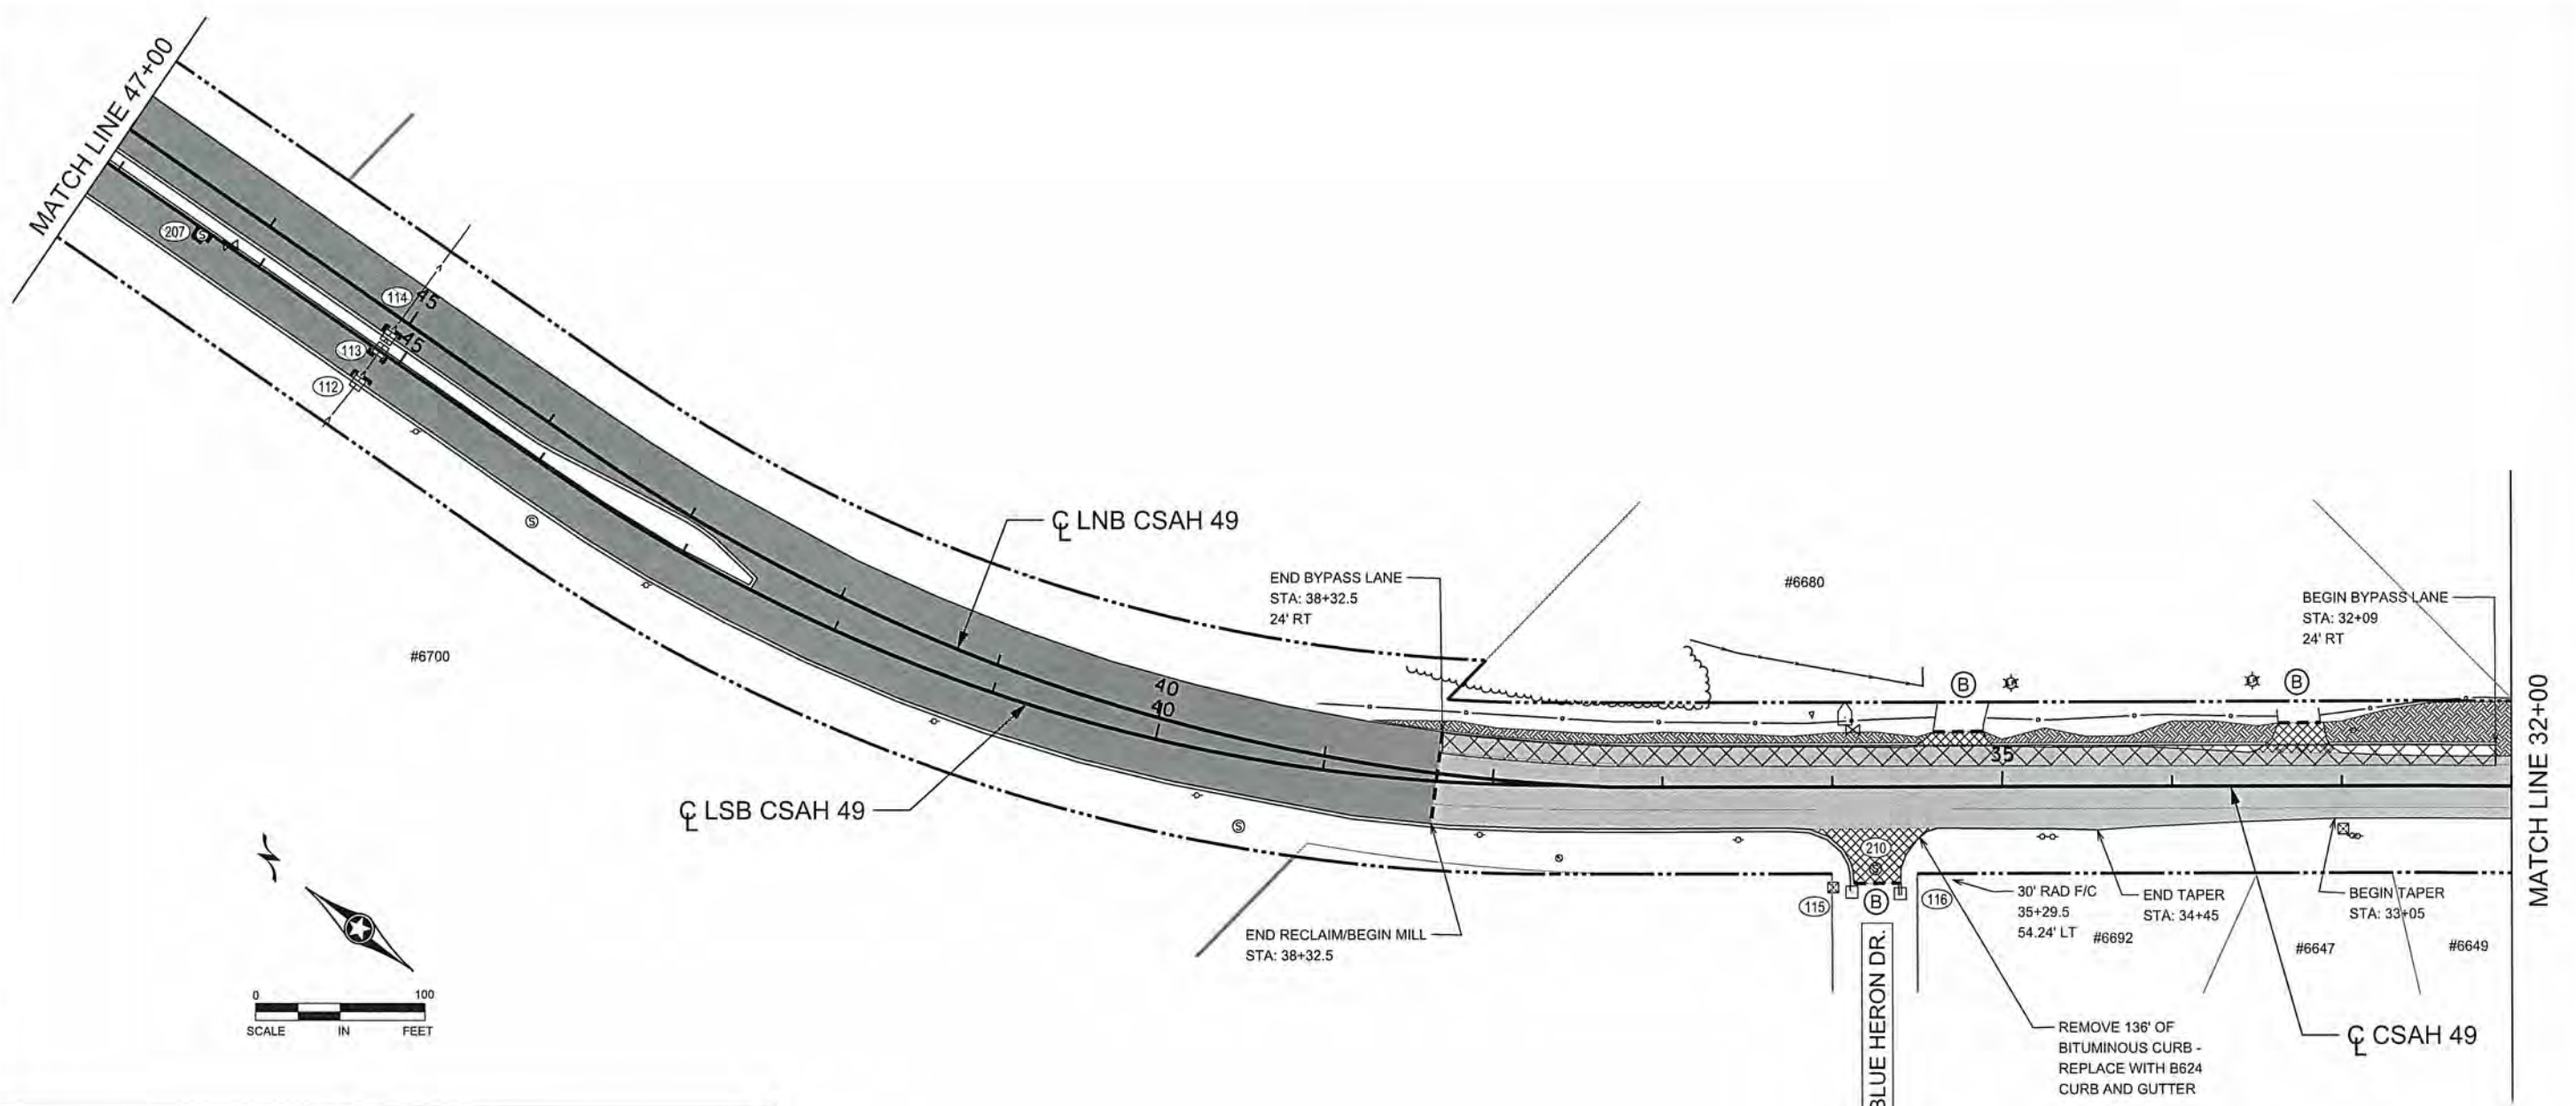 MATCH LINE 47+00
207
114
45
45
113
112
℄ LNB CSAH 49
END BYPASS LANE
STA: 38+32.5
24' RT
#6680
BEGIN BYPASS LANE
STA: 32+09
24' RT
#6700
B
B
40
40
35
MATCH LINE 32+00
℄ LSB CSAH 49
S
S
210
115
B
116
30' RAD F/C
35+29.5
54.24' LT
END TAPER
STA: 34+45
BEGIN TAPER
STA: 33+05
#6692
#6647
#6649
END RECLAIM/BEGIN MILL
STA: 38+32.5
0 100
SCALE IN FEET
BLUE HERON DR.
REMOVE 136' OF
BITUMINOUS CURB -
REPLACE WITH B624
CURB AND GUTTER
℄ CSAH 49